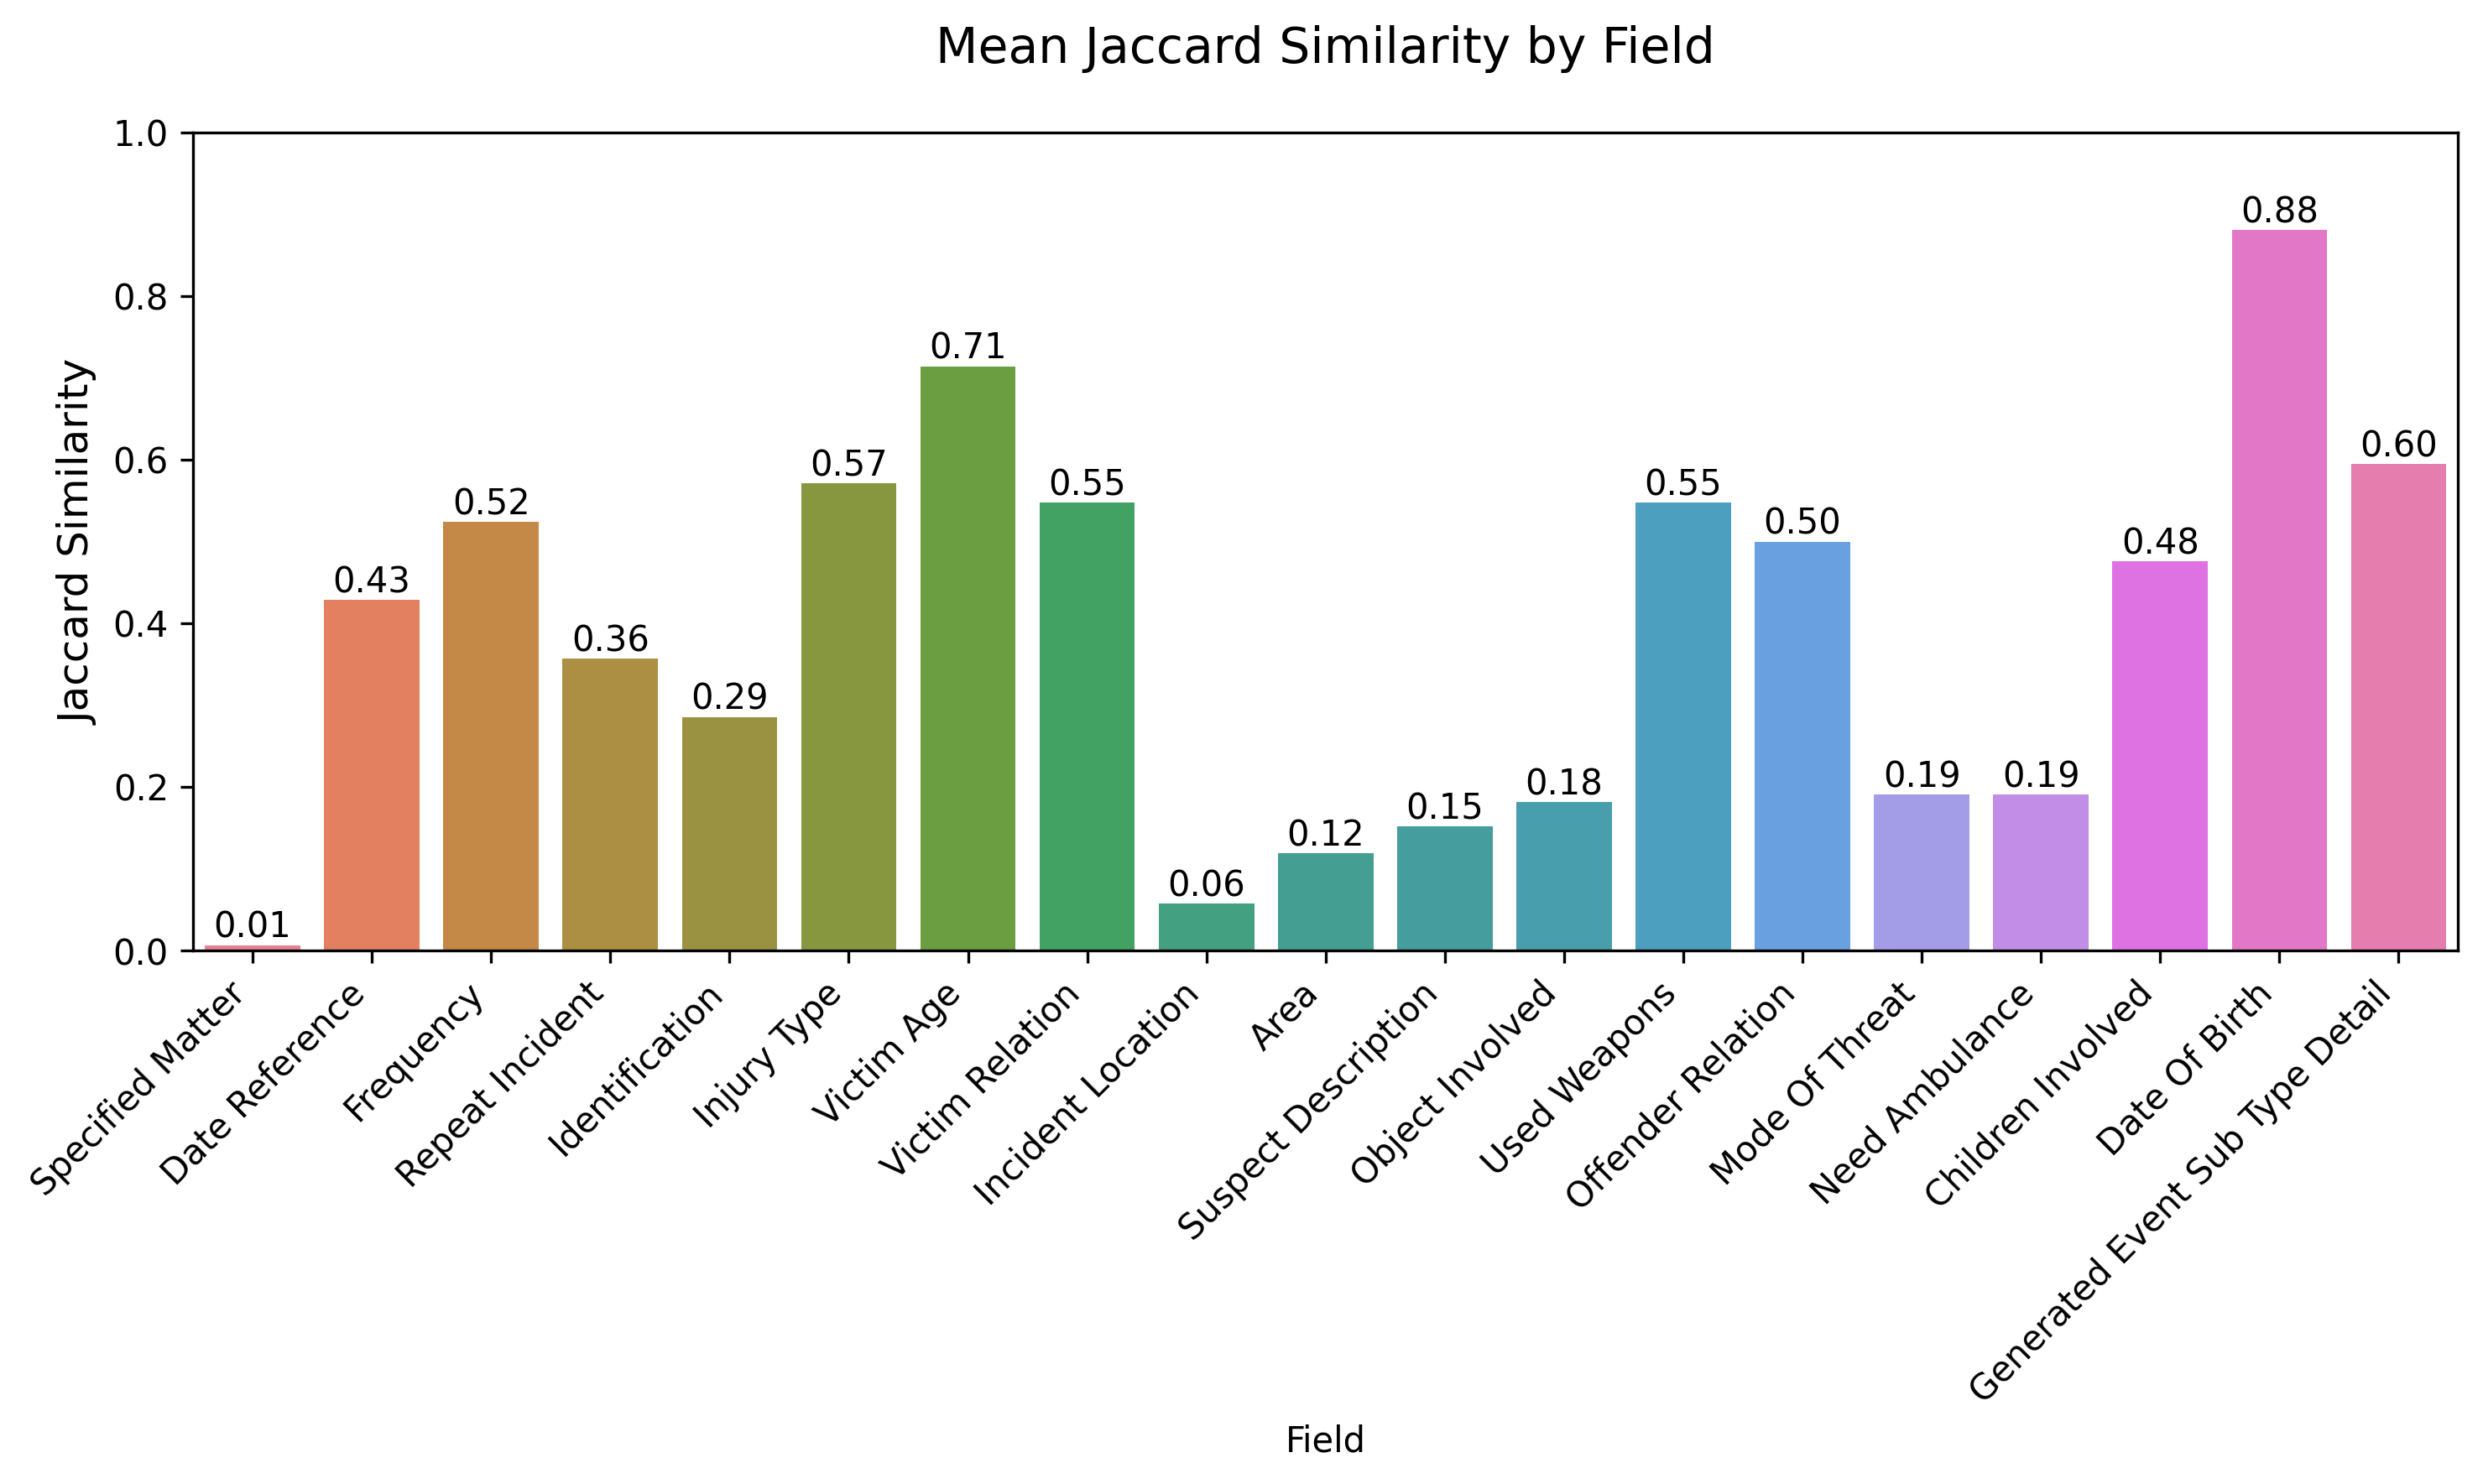 Mean Jaccard Similarity by Field
Jaccard Similarity
1.0
0.8
0.6
0.4
0.2
0.0
0.01
0.43
0.52
0.36
0.29
0.57
0.71
0.55
0.06
0.12
0.15
0.18
0.55
0.50
0.19
0.19
0.48
0.88
0.60
Specified Matter
Date Reference
Frequency
Repeat Incident
Identification
Injury Type
Victim Age
Victim Relation
Incident Location
Area
Suspect Description
Object Involved
Used Weapons
Offender Relation
Mode Of Threat
Need Ambulance
Children Involved
Date Of Birth
Generated Event Sub Type Detail
Field